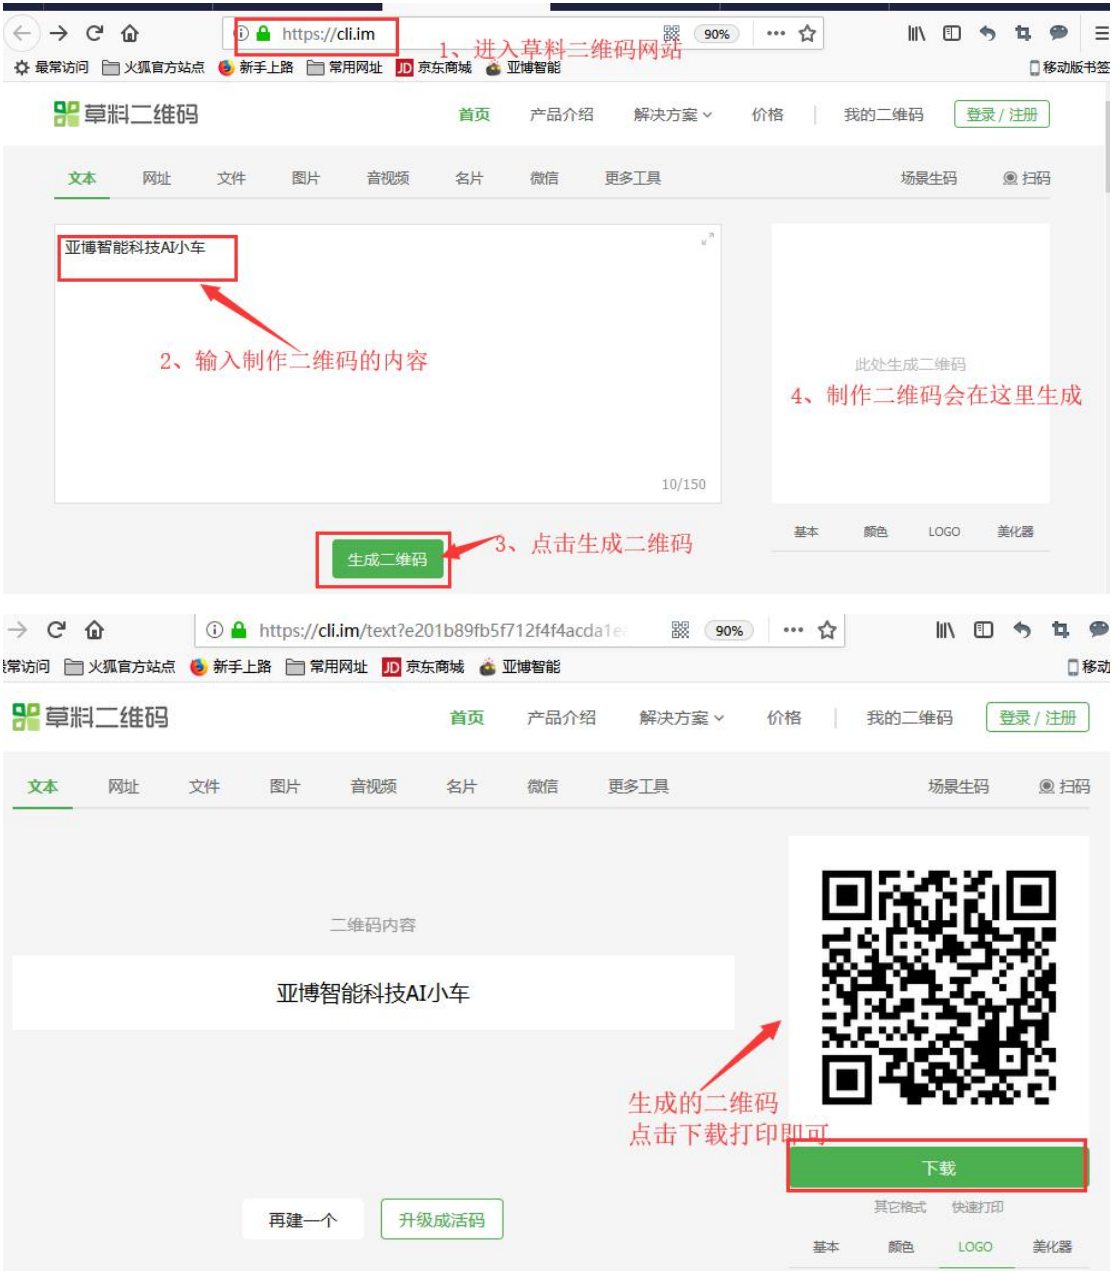 https://cli.im
90%
1、进入草料二维码网站
最常访问 火狐官方站点 新手上路 常用网址 JD 京东商城 亚博智能 移动版书签
草料二维码 首页 产品介绍 解决方案 价格 我的二维码 登录 / 注册
文本 网址 文件 图片 音视频 名片 微信 更多工具 场景生码 扫码
亚博智能科技AI小车
2、输入制作二维码的内容
此处生成二维码
4、制作二维码会在这里生成
10/150
基本 颜色 LOGO 美化器
生成二维码
3、点击生成二维码
https://cli.im/text?e201b89fb5f712f4f4acda1e
90%
常访问 火狐官方站点 新手上路 常用网址 JD 京东商城 亚博智能 移动
草料二维码 首页 产品介绍 解决方案 价格 我的二维码 登录 / 注册
文本 网址 文件 图片 音视频 名片 微信 更多工具 场景生码 扫码
二维码内容
亚博智能科技AI小车
生成的二维码
点击下载打印即可
下载
其它格式 快速打印
再建一个 升级成活码
基本 颜色 LOGO 美化器